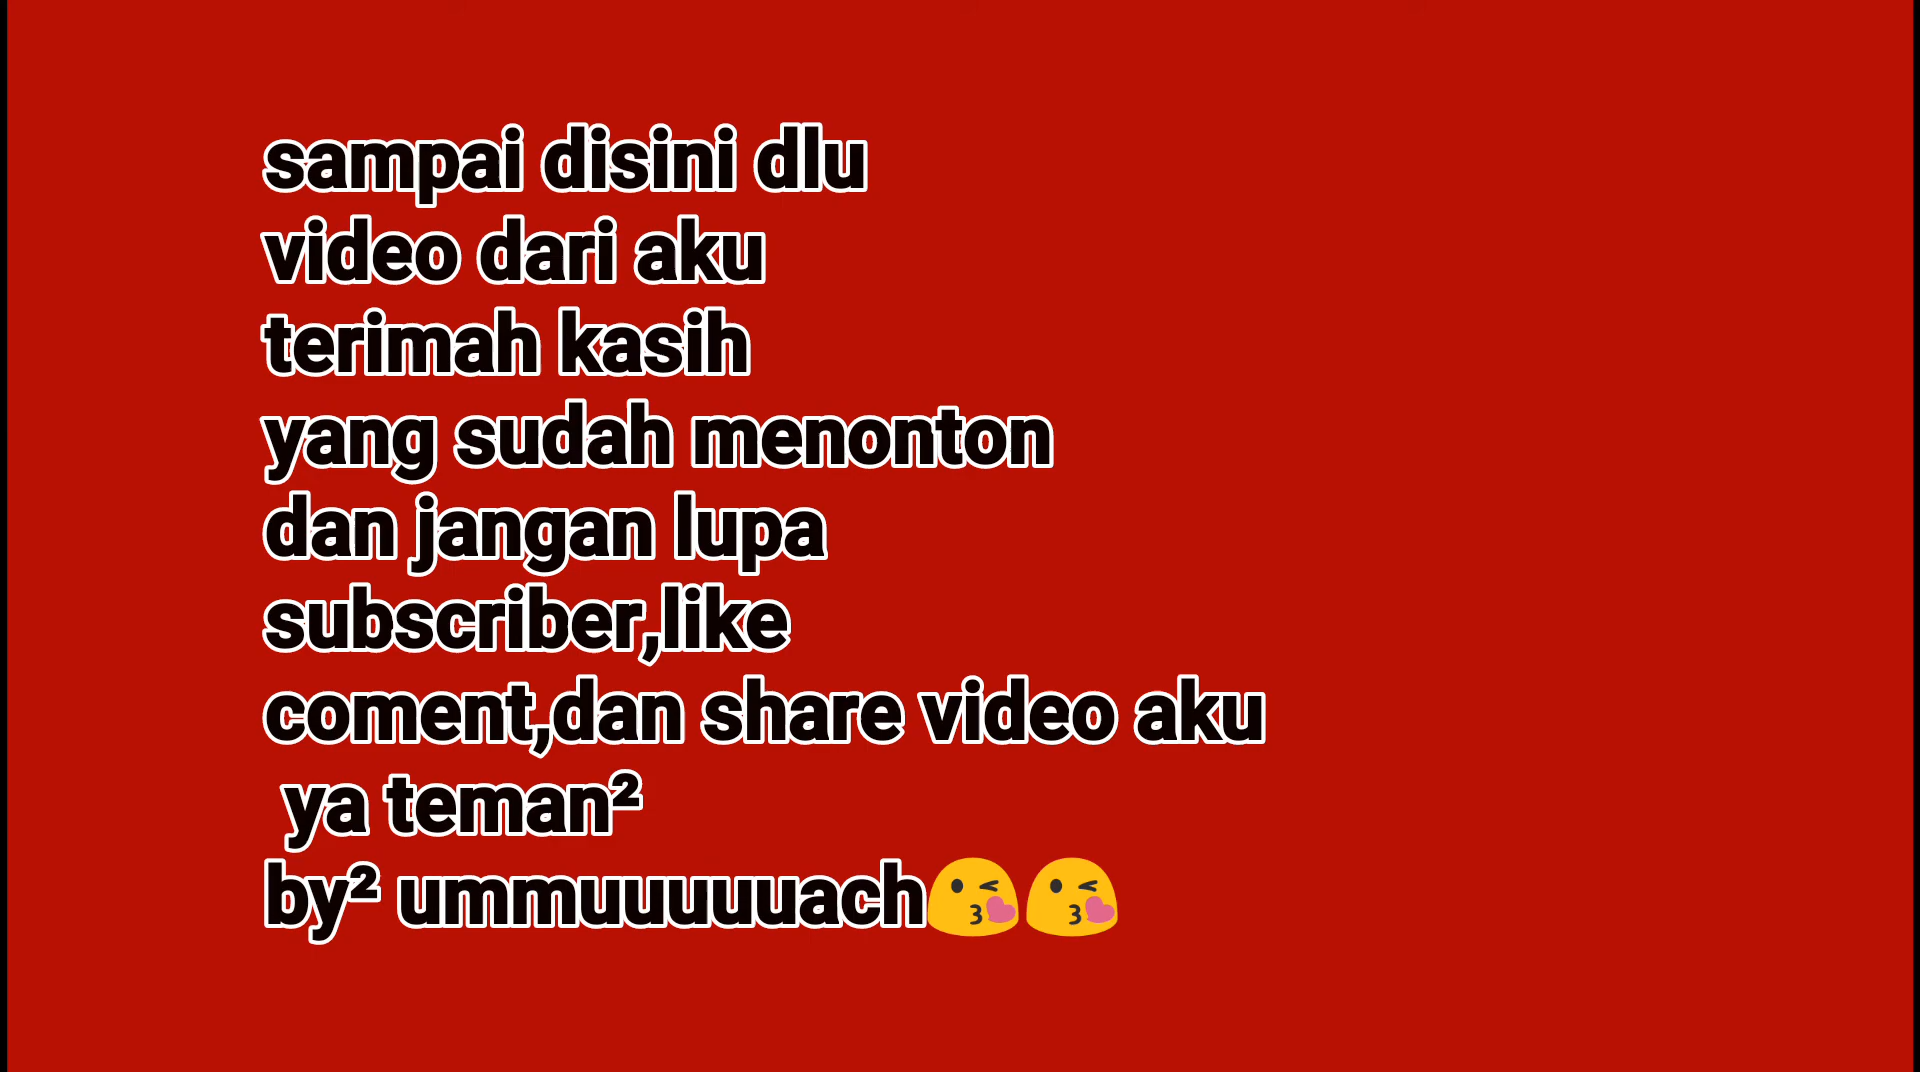 sampai disini dlu
video dari aku
terimah kasih
yang sudah menonton
dan jangan lupa
subscriber,like
coment,dan share video aku
ya teman²
by² ummuuuuuach😘😘